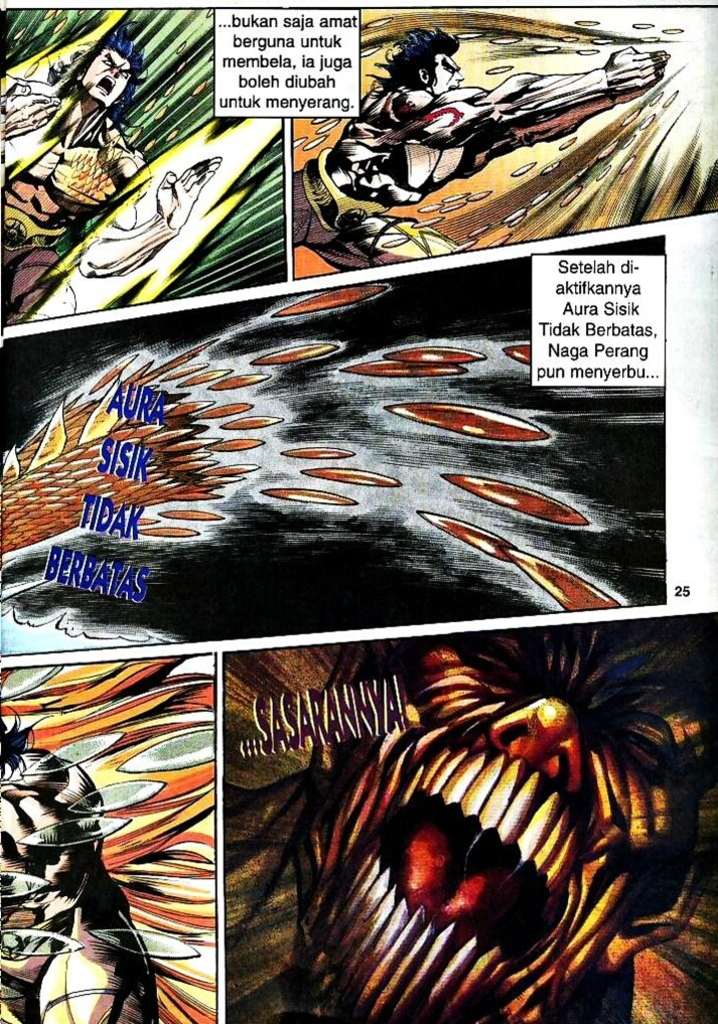 ...bukan saja amat
berguna untuk
membela, ia juga
boleh diubah
untuk menyerang.
Setelah di-
aktifkannya
Aura Sisik
Tidak Berbatas,
Naga Perang
pun menyerbu...
AURA
SISIK
TIDAK
BERBATAS
25
...SASARANNYA!